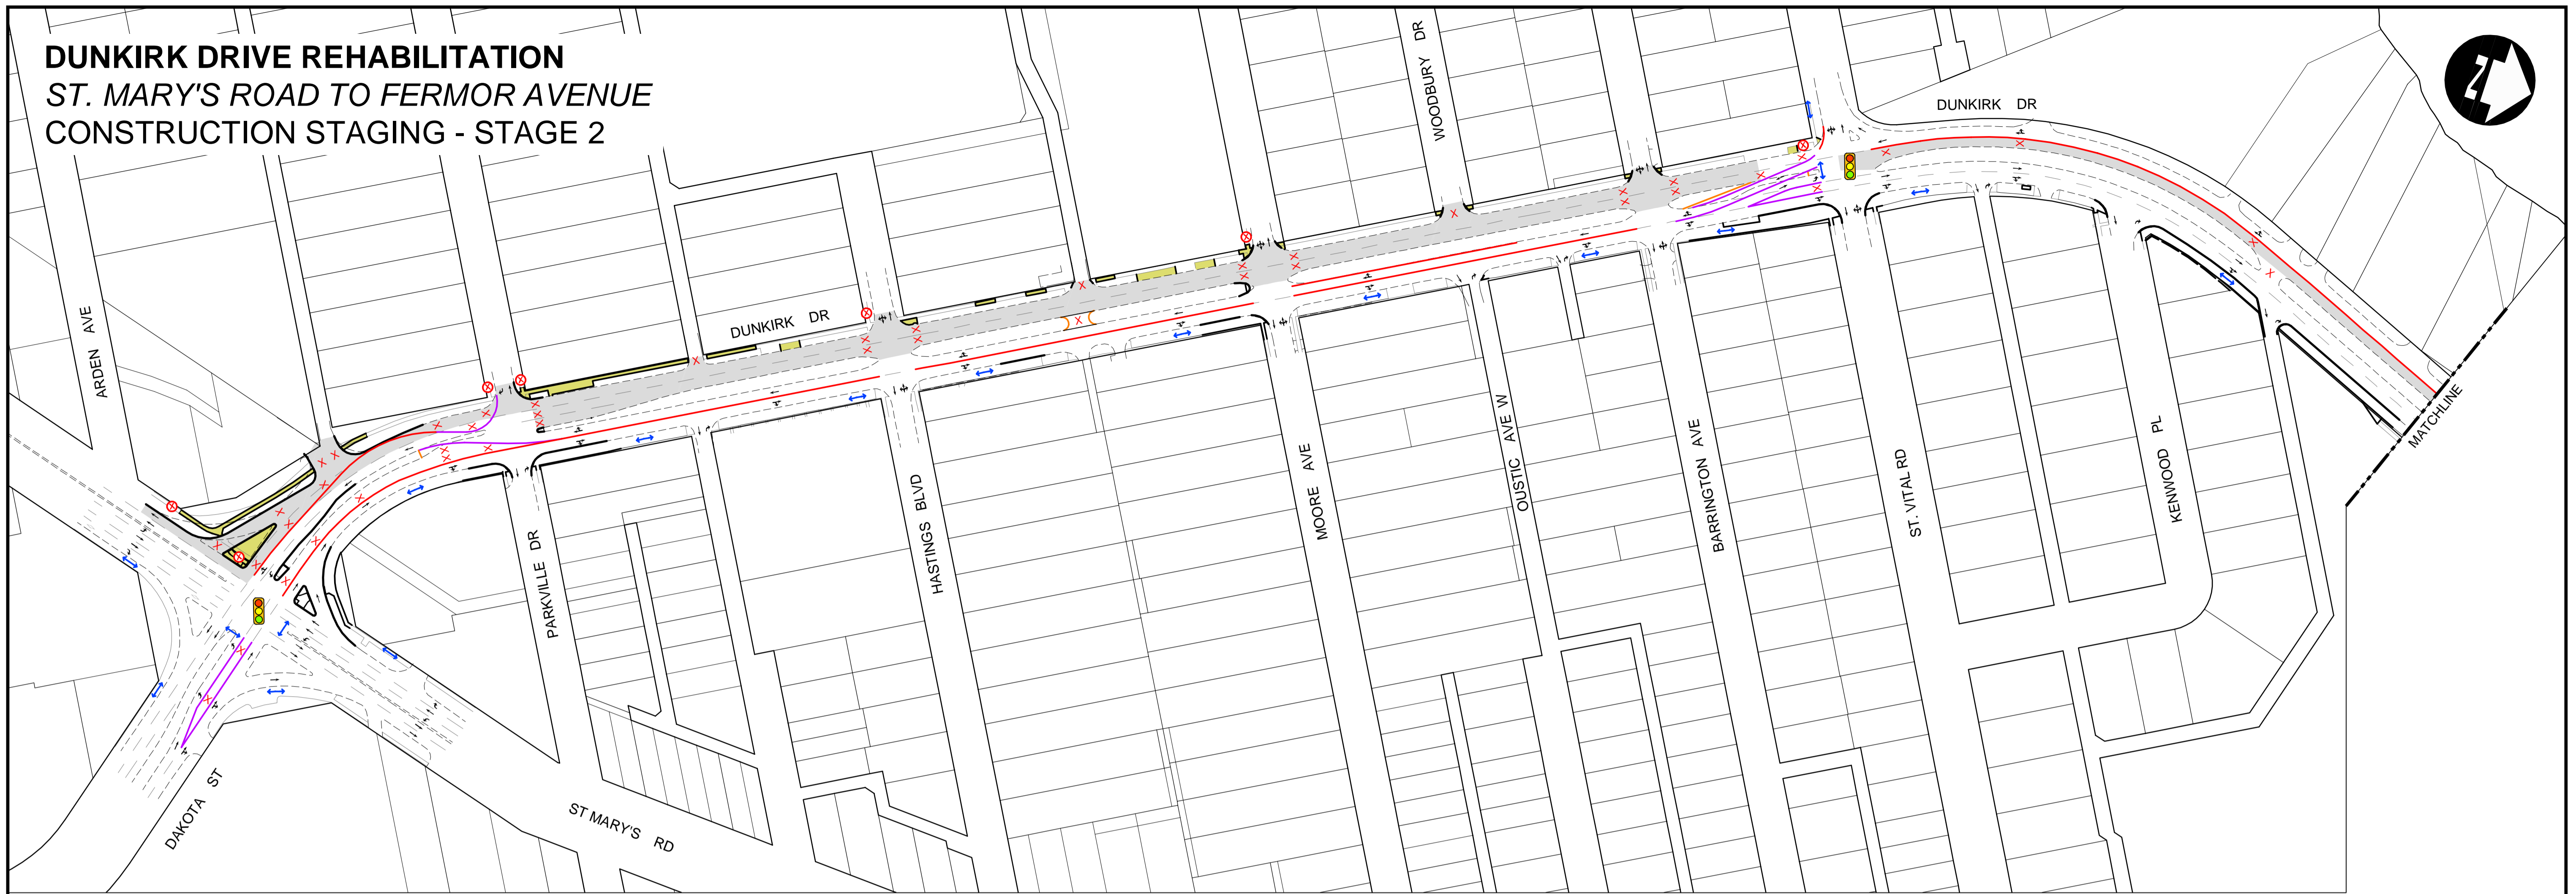 DUNKIRK DRIVE REHABILITATION
ST. MARY'S ROAD TO FERMOR AVENUE
CONSTRUCTION STAGING - STAGE 2
WOODBURY DR
DUNKIRK DR
N
ARDEN AVE
DUNKIRK DR
MATCHLINE
OUSTIC AVE W
BARRINGTON AVE
ST. VITAL RD
KENWOOD PL
MOORE AVE
HASTINGS BLVD
PARKVILLE DR
DAKOTA ST
ST MARY'S RD